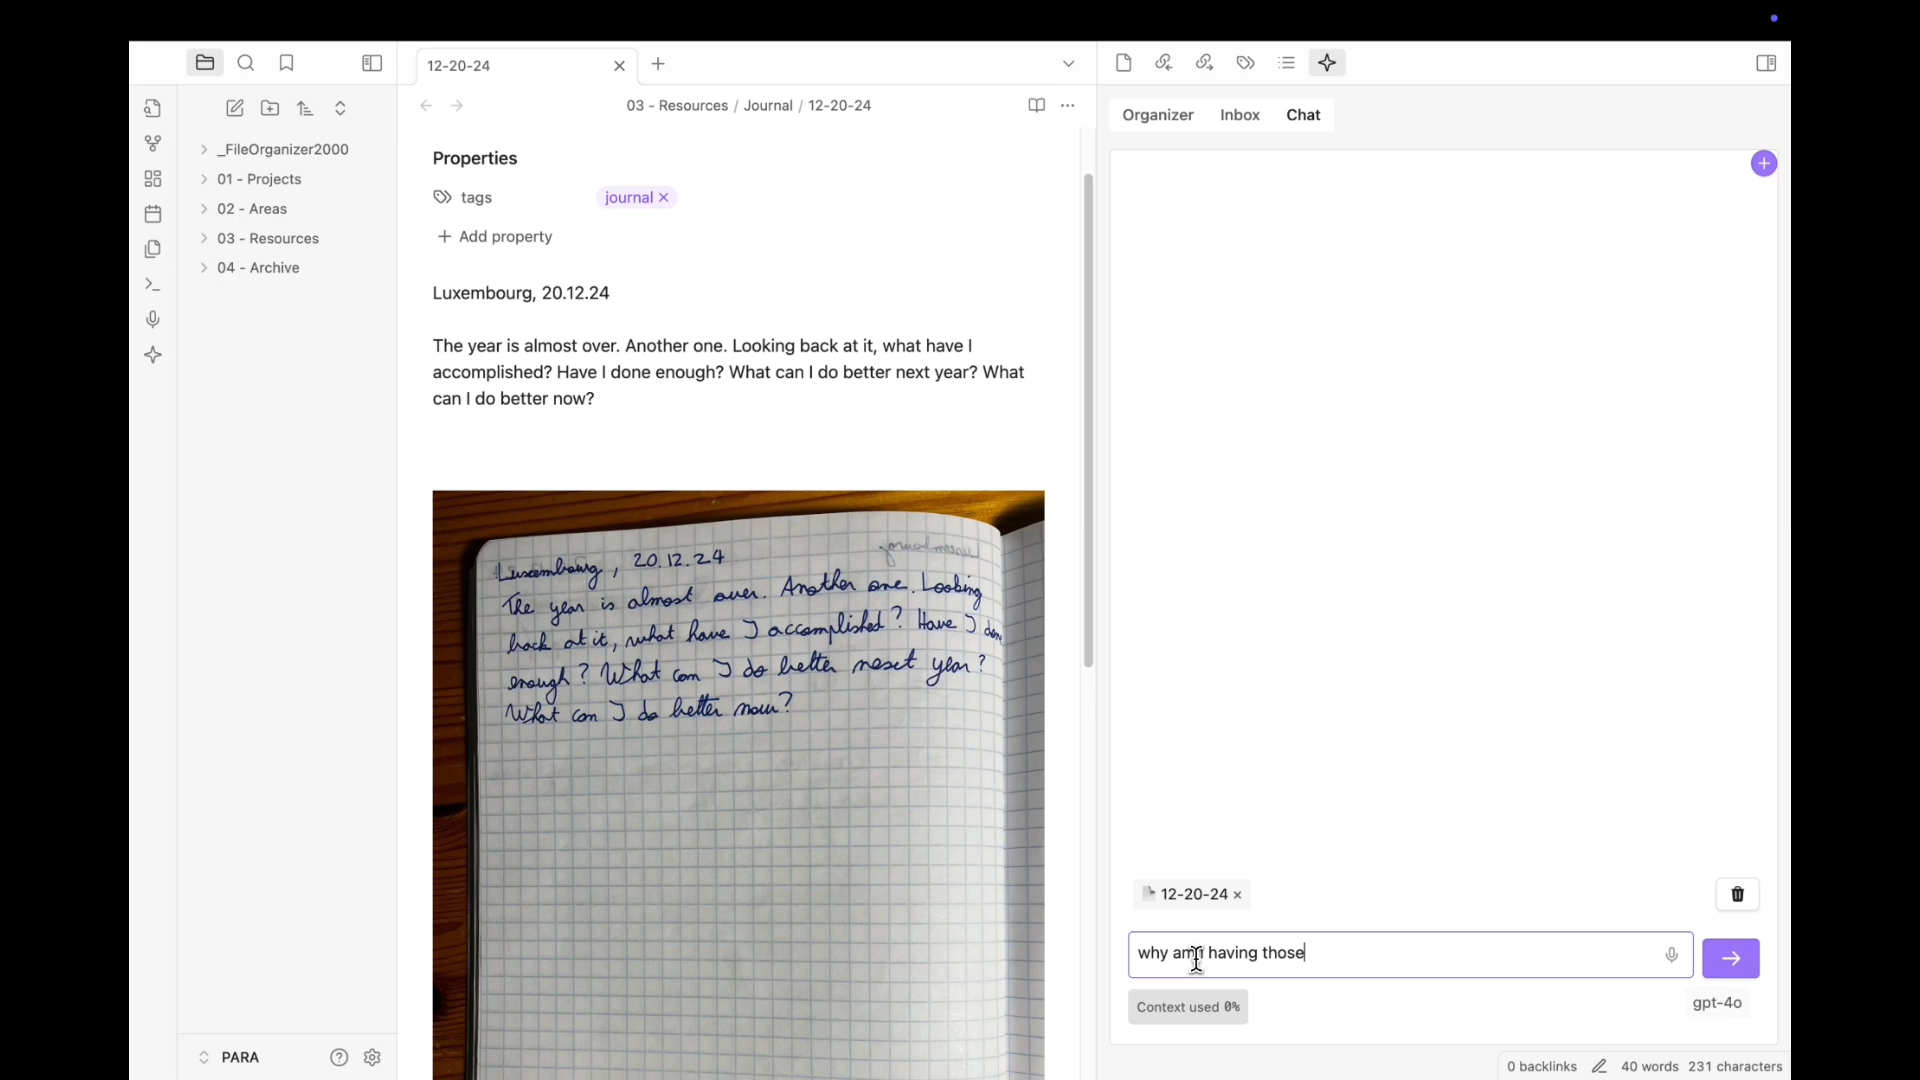 12-20-24
03 - Resources / Journal / 12-20-24
Organizer Inbox Chat
_FileOrganizer2000
01 - Projects
02 - Areas
03 - Resources
04 - Archive
PARA
Properties
tags journal
Add property
Luxembourg, 20.12.24
The year is almost over. Another one. Looking back at it, what have I
accomplished? Have I done enough? What can I do better next year? What
can I do better now?
Luxembourg, 20.12.24
The year is almost over. Another one. Looking
back at it, what have I accomplished? Have I done
enough? What can I do better next year?
What can I do better now?
12-20-24
why am i having those
Context used 0%
gpt-4o
0 backlinks 40 words 231 characters